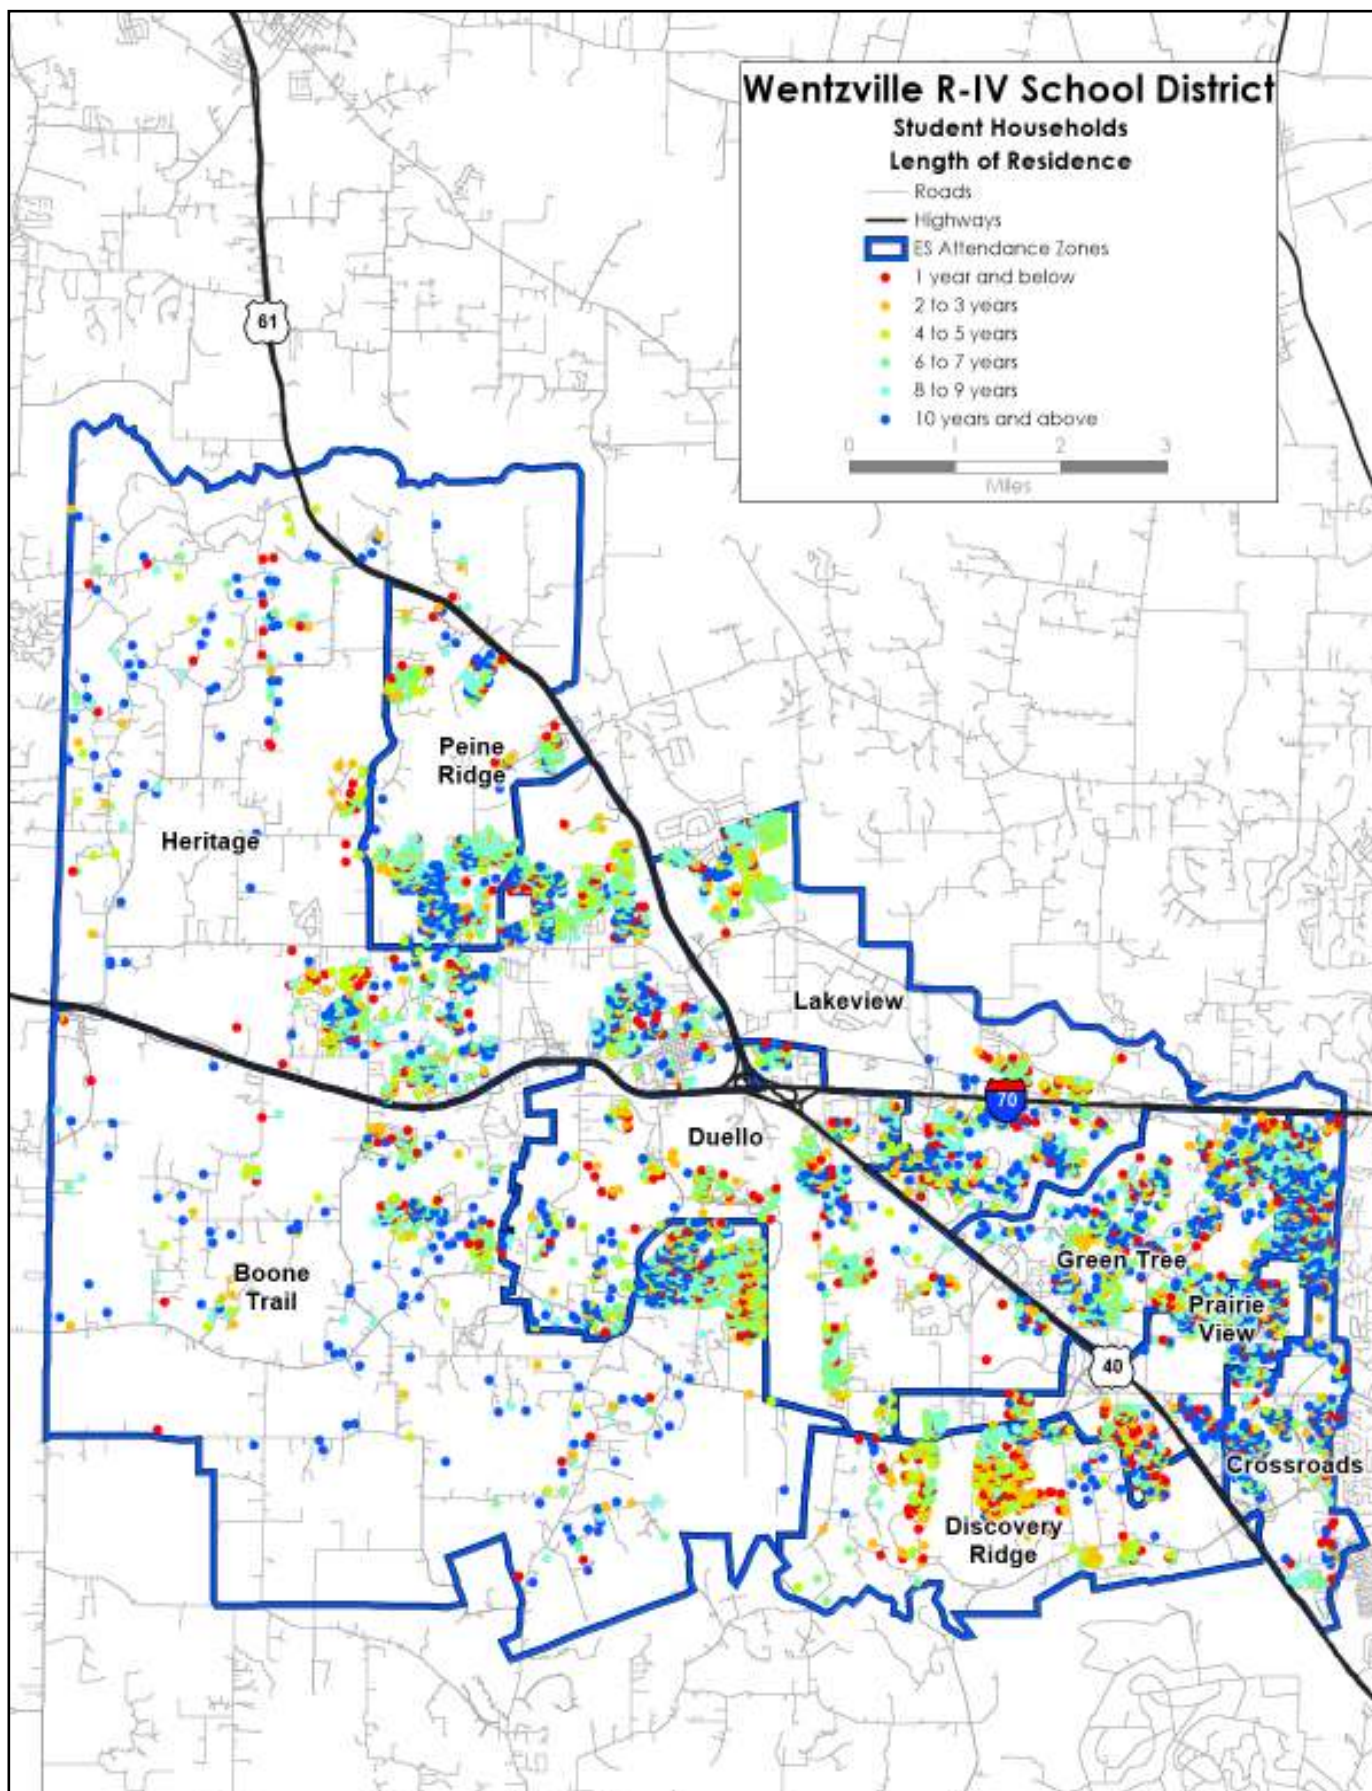 Wentzville R-IV School District
Student Households
Length of Residence
Roads
Highways
ES Attendance Zones
1 year and below
2 to 3 years
4 to 5 years
6 to 7 years
8 to 9 years
10 years and above
0 1 2 3
Miles
61
Peine
Ridge
Heritage
Lakeview
70
Duello
Green Tree
Boone
Trail
Prairie
View
40
Crossroads
Discovery
Ridge